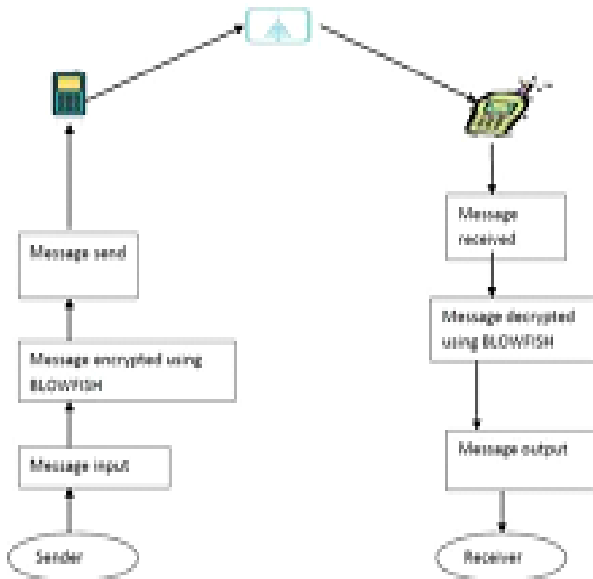 Message send
Message encrypted using
BLOWFISH
Message input
Sender
Message
received
Message decrypted
using BLOWFISH
Message output
Receiver